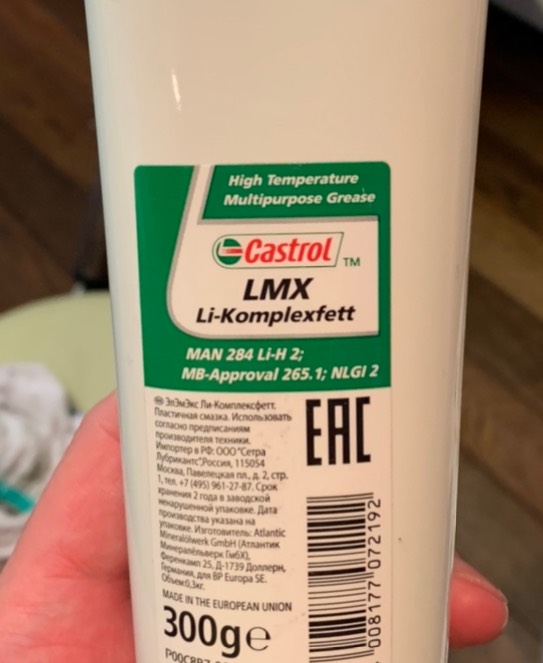 High Temperature
Multipurpose Grease
Castrol
TM
LMX
Li-Komplexfett
MAN 284 Li-H 2;
MB-Approval 265.1; NLGI 2
ЭлЭмЭкс Ли-Комплексфетт.
Пластичная смазка. Использовать
согласно предписаниям
производителя техники.
Импортер в РФ: ООО "Сетра
Лубрикантс", Россия, 115054
Москва, Павелецкая пл., д. 2, стр.
1, тел. +7 (495) 961-27-87. Срок
хранения 2 года в заводской
ненарушенной упаковке. Дата
производства указана на
упаковке. Изготовитель: Atlantic
Mineralölwerk GmbH (Атлантик
Минералёльверк ГмбХ),
Ференкамп 25, Д-1739 Доллерн,
Германия, для BP Europa SE.
Объем:0,3кг.
EAC
008177 072192
MADE IN THE EUROPEAN UNION
300g e